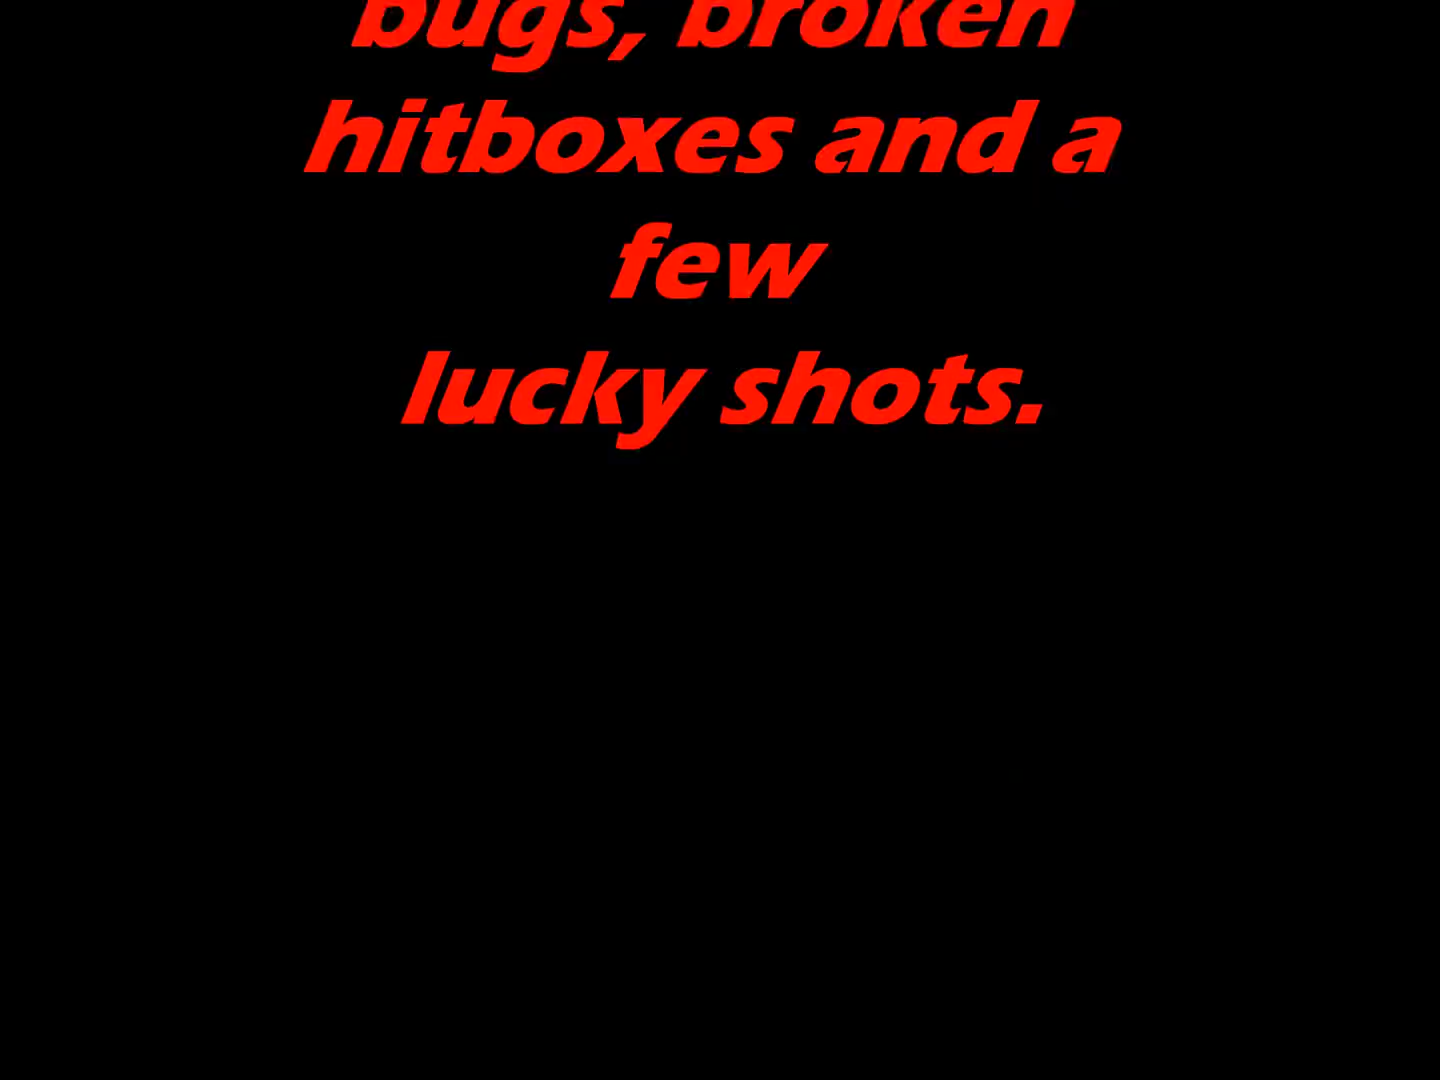 bugs, broken
hitboxes and a
few
lucky shots.